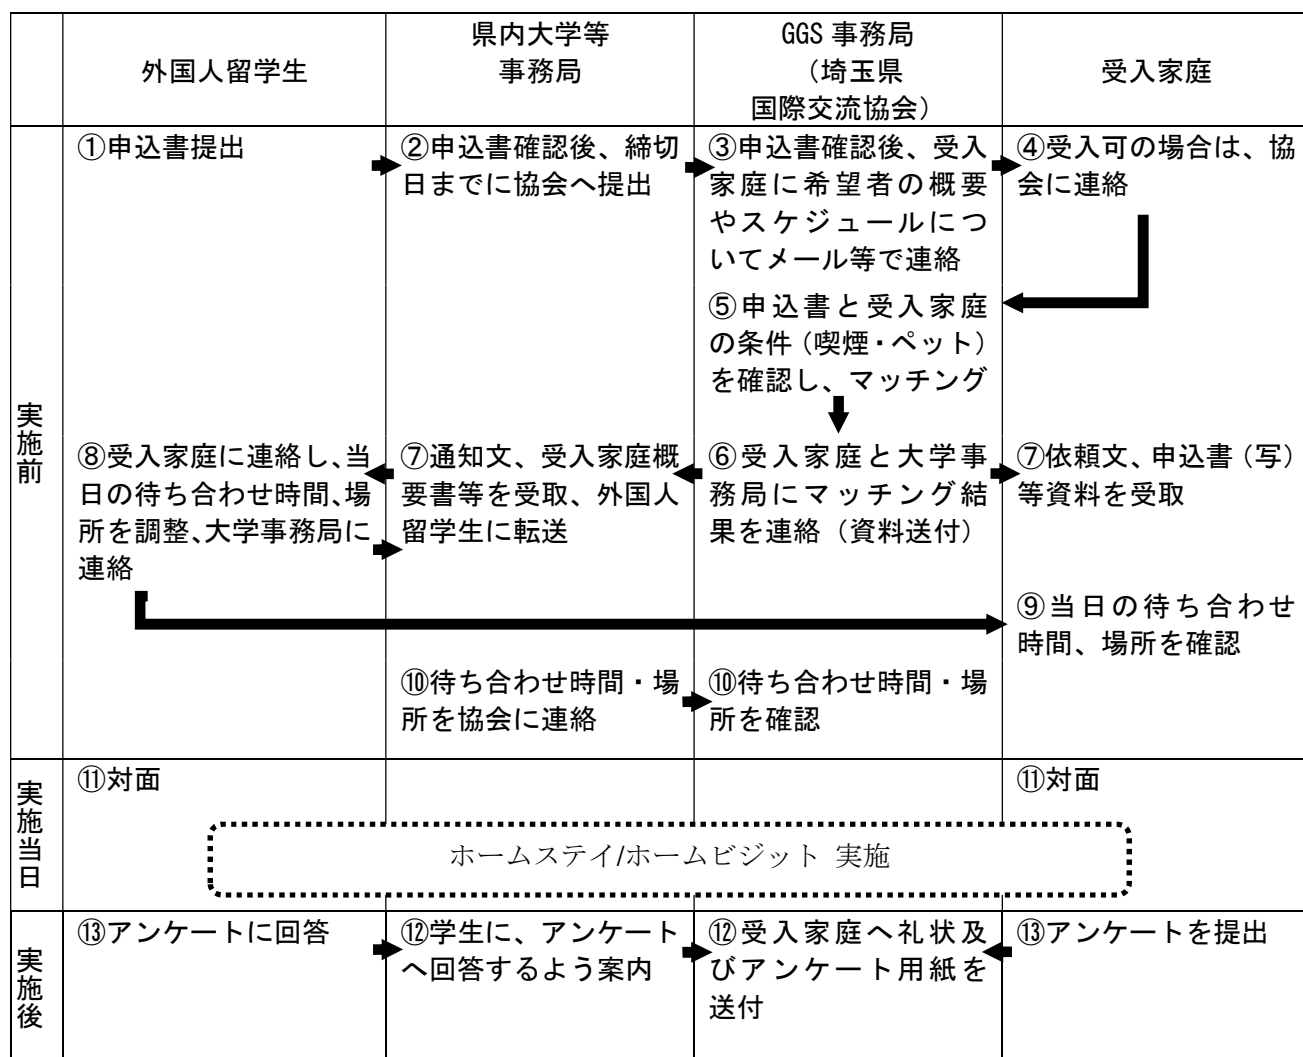 外国人留学生
県内大学等
事務局
GGS 事務局
（埼玉県
国際交流協会）
受入家庭
実施前
①申込書提出
②申込書確認後、締切
日までに協会へ提出
③申込書確認後、受入
家庭に希望者の概要
やスケジュールにつ
いてメール等で連絡
④受入可の場合は、協
会に連絡
⑤申込書と受入家庭
の条件（喫煙・ペット）
を確認し、マッチング
⑧受入家庭に連絡し、当
日の待ち合わせ時間、場
所を調整、大学事務局に
連絡
⑦通知文、受入家庭概
要書等を受取、外国人
留学生に転送
⑥受入家庭と大学事
務局にマッチング結
果を連絡（資料送付）
⑦依頼文、申込書（写）
等資料を受取
⑨当日の待ち合わせ
時間、場所を確認
⑩待ち合わせ時間・場
所を協会に連絡
⑩待ち合わせ時間・場
所を確認
実施当日
⑪対面
⑪対面
ホームステイ/ホームビジット 実施
実施後
⑬アンケートに回答
⑫学生に、アンケート
へ回答するよう案内
⑫受入家庭へ礼状及
びアンケート用紙を
送付
⑬アンケートを提出